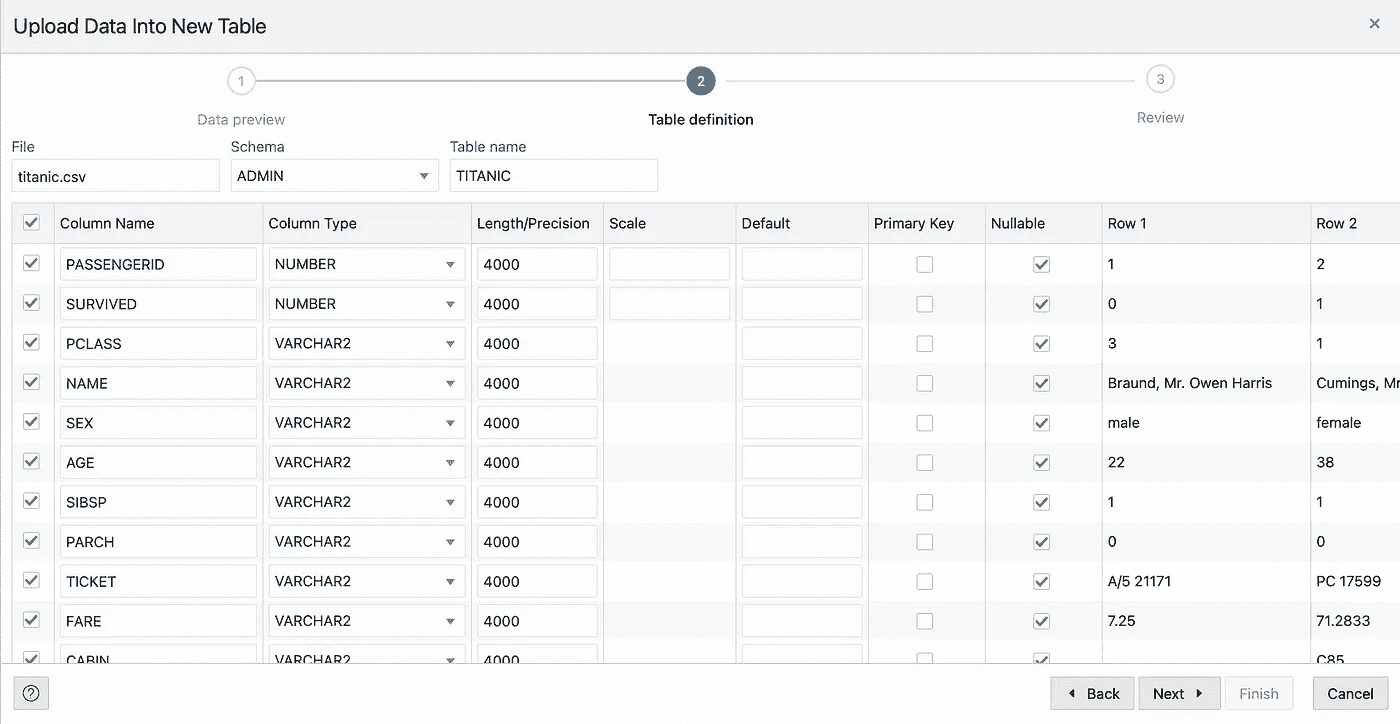 Upload Data Into New Table
1 2 3
Data preview Table definition Review
File Schema Table name
titanic.csv ADMIN TITANIC
Column Name Column Type Length/Precision Scale Default Primary Key Nullable Row 1 Row 2
PASSENGERID NUMBER 4000 1 2
SURVIVED NUMBER 4000 0 1
PCLASS VARCHAR2 4000 3 1
NAME VARCHAR2 4000 Braund, Mr. Owen Harris Cumings, Mr
SEX VARCHAR2 4000 male female
AGE VARCHAR2 4000 22 38
SIBSP VARCHAR2 4000 1 1
PARCH VARCHAR2 4000 0 0
TICKET VARCHAR2 4000 A/5 21171 PC 17599
FARE VARCHAR2 4000 7.25 71.2833
CABIN VARCHAR2 4000 C85
? Back Next Finish Cancel